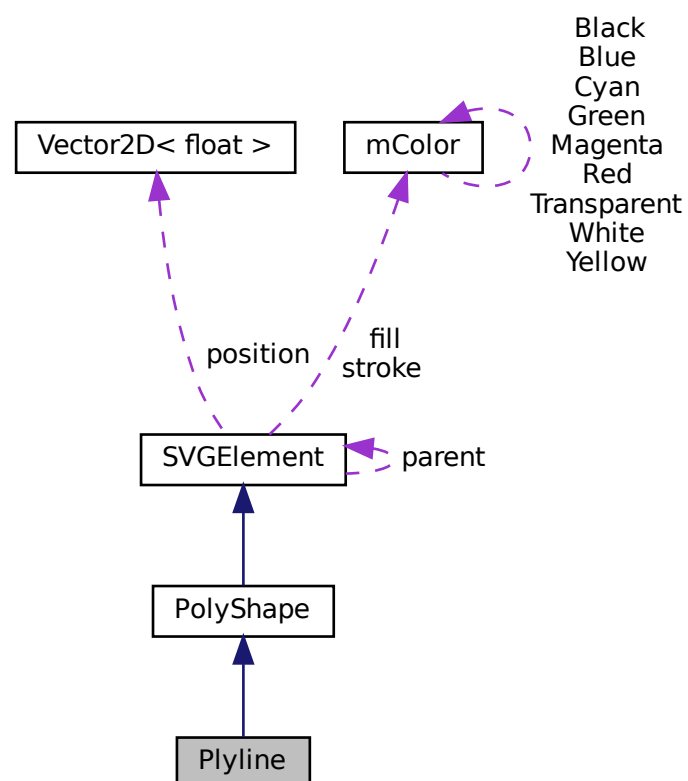 Black
Blue
Cyan
Green
Magenta
Red
Transparent
White
Yellow
Vector2D< float >
mColor
position
fill
stroke
SVGElement
parent
PolyShape
Plyline